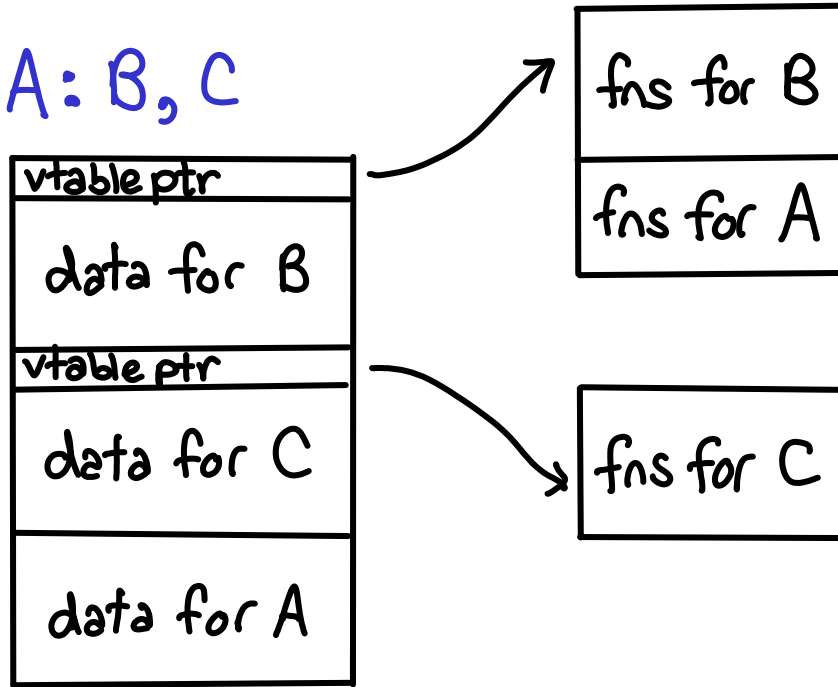 A: B, C
vtable ptr
data for B
vtable ptr
data for C
data for A
fns for B
fns for A
fns for C